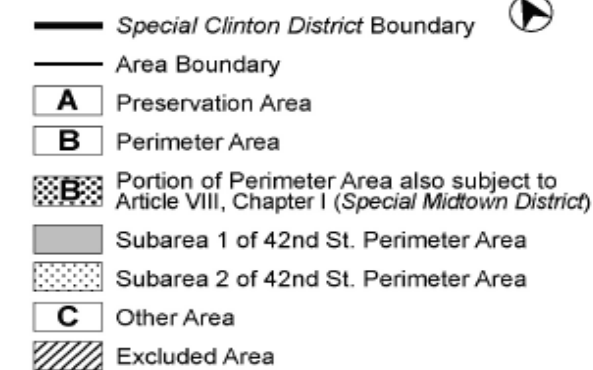 Special Clinton District Boundary
Area Boundary
A Preservation Area
B Perimeter Area
B Portion of Perimeter Area also subject to
Article VIII, Chapter I (Special Midtown District)
Subarea 1 of 42nd St. Perimeter Area
Subarea 2 of 42nd St. Perimeter Area
C Other Area
Excluded Area